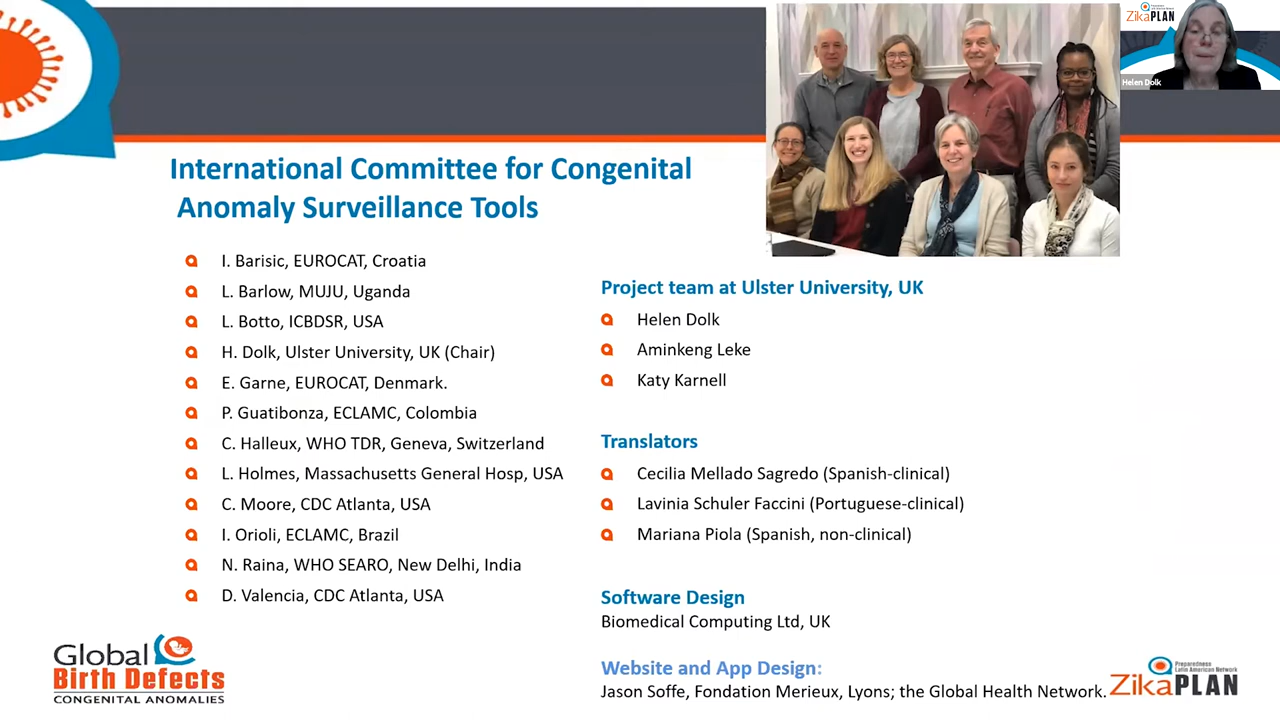 ZikaPLAN
Helen Dolk
International Committee for Congenital
Anomaly Surveillance Tools
I. Barisic, EUROCAT, Croatia
L. Barlow, MUJU, Uganda
L. Botto, ICBDSR, USA
H. Dolk, Ulster University, UK (Chair)
E. Garne, EUROCAT, Denmark.
P. Guatibonza, ECLAMC, Colombia
C. Halleux, WHO TDR, Geneva, Switzerland
L. Holmes, Massachusetts General Hosp, USA
C. Moore, CDC Atlanta, USA
I. Orioli, ECLAMC, Brazil
N. Raina, WHO SEARO, New Delhi, India
D. Valencia, CDC Atlanta, USA
Project team at Ulster University, UK
Helen Dolk
Aminkeng Leke
Katy Karnell
Translators
Cecilia Mellado Sagredo (Spanish-clinical)
Lavinia Schuler Faccini (Portuguese-clinical)
Mariana Piola (Spanish, non-clinical)
Software Design
Biomedical Computing Ltd, UK
Website and App Design:
Jason Soffe, Fondation Merieux, Lyons; the Global Health Network.
Global
Birth Defects
CONGENITAL ANOMALIES
Preparedness
Latin American Network
ZikaPLAN